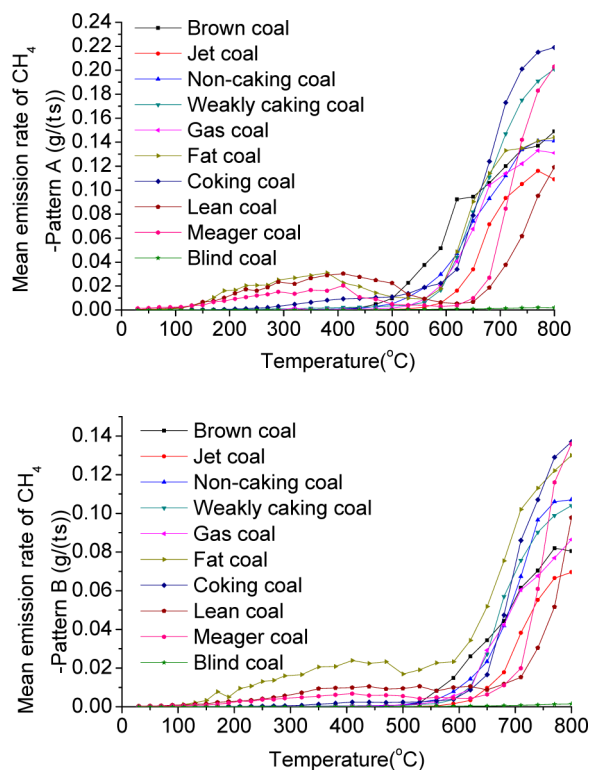 Mean emission rate of CH4
-Pattern A (g/(ts)
0.24
0.22
0.20
0.18
0.16
0.14
0.12
0.10
0.08
0.06
0.04
0.02
0.00
Brown coal
Jet coal
Non-caking coal
Weakly caking coal
Gas coal
Fat coal
Coking coal
Lean coal
Meager coal
Blind coal
0 100 200 300 400 500 600 700 800
Temperature(oC)
Mean emission rate of CH4
-Pattern B (g/(ts)
0.14
0.12
0.10
0.08
0.06
0.04
0.02
0.00
Brown coal
Jet coal
Non-caking coal
Weakly caking coal
Gas coal
Fat coal
Coking coal
Lean coal
Meager coal
Blind coal
0 100 200 300 400 500 600 700 800
Temperature(oC)